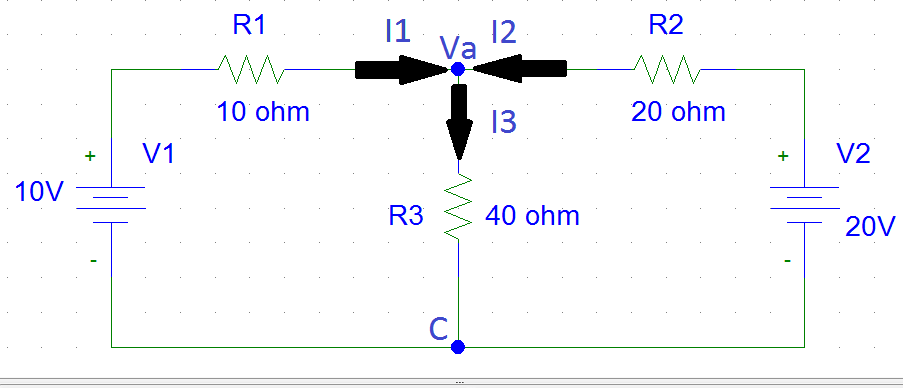 R1
I1
Va
I2
R2
10 ohm
20 ohm
I3
+
V1
10V
-
R3
40 ohm
+
V2
20V
-
C
...